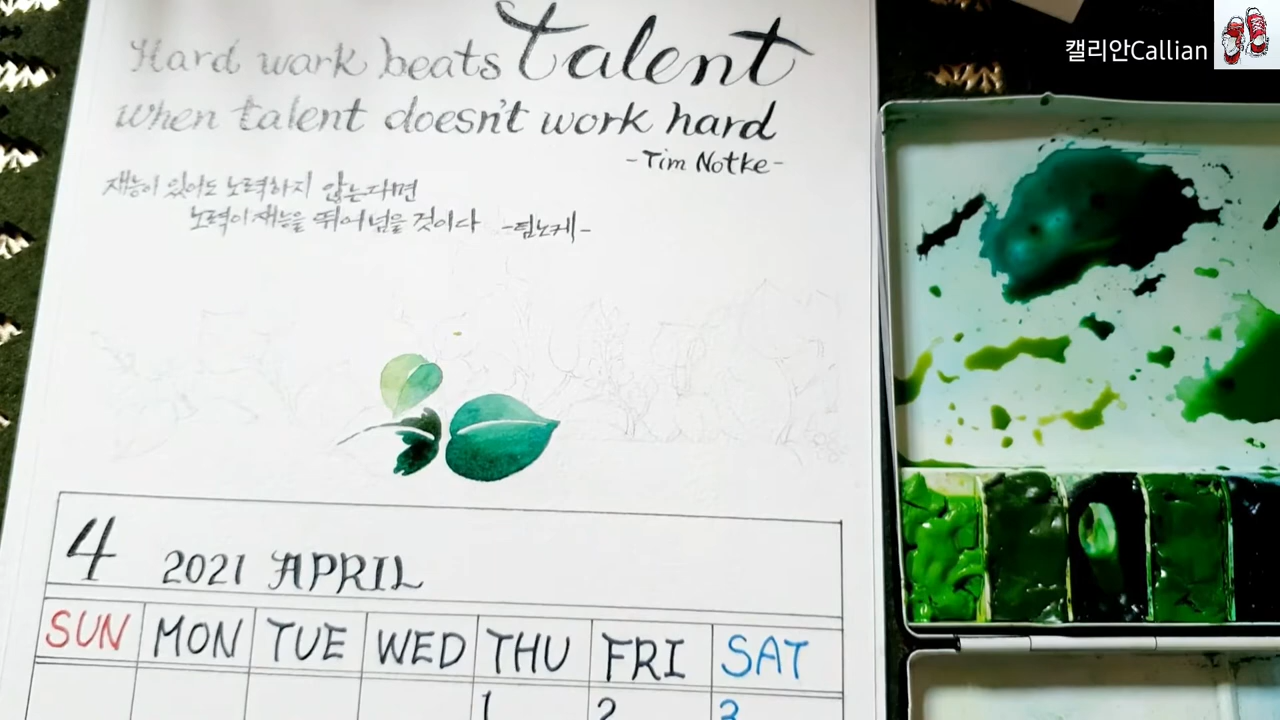 캘리안Callian
Hard work beats talent
when talent doesn't work hard
-Tim Notke-
재능이 있어도 노력하지 않는다면
노력이 재능을 뛰어넘을 것이다 -팀노케-
4 2021 APRIL
SUN MON TUE WED THU FRI SAT
1 2 3